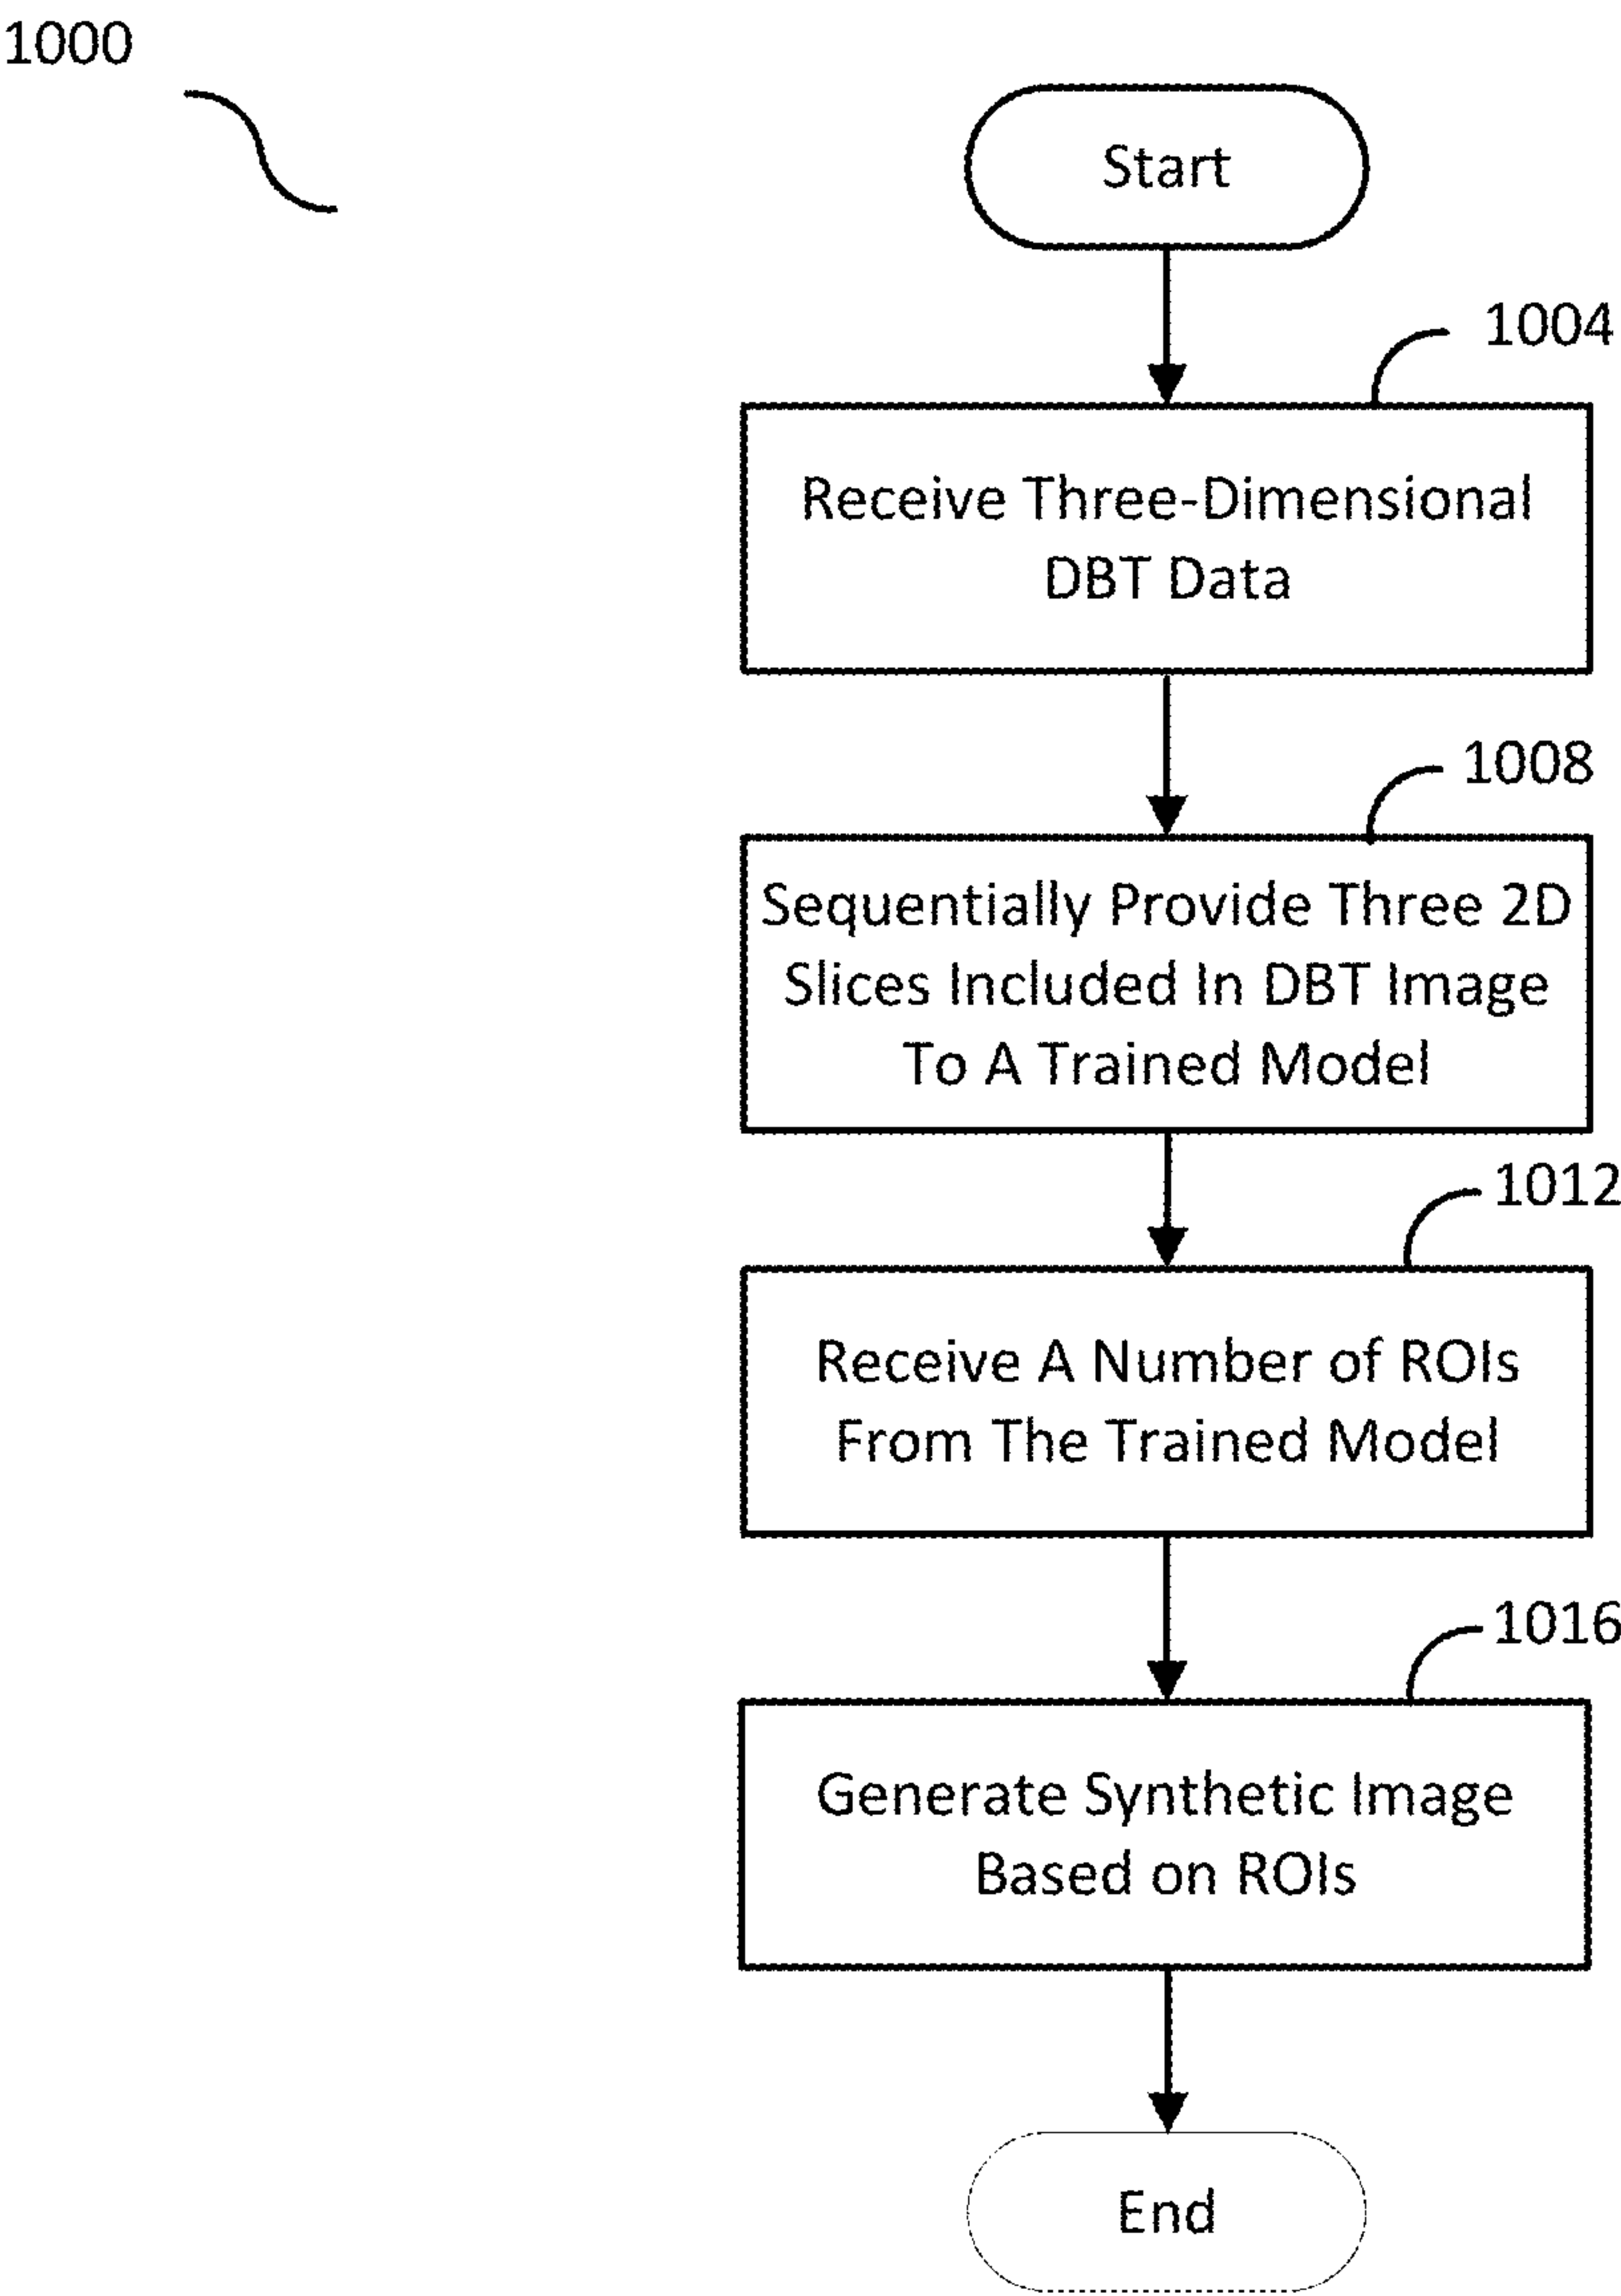 1000
Start
1004
Receive Three-Dimensional
DBT Data
1008
Sequentially Provide Three 2D
Slices Included In DBT Image
To A Trained Model
1012
Receive A Number of ROIs
From The Trained Model
1016
Generate Synthetic Image
Based on ROIs
End